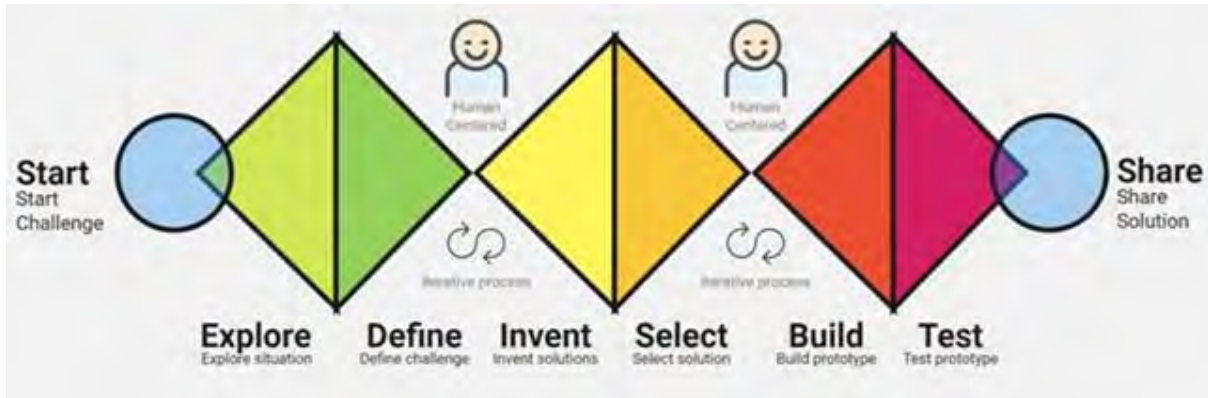 Human
Centered
Human
Centered
Start
Start
Challenge
Share
Share
Solution
Iterative process
Iterative process
Explore
Explore situation
Define
Define challenge
Invent
Invent solutions
Select
Select solution
Build
Build prototype
Test
Test prototype